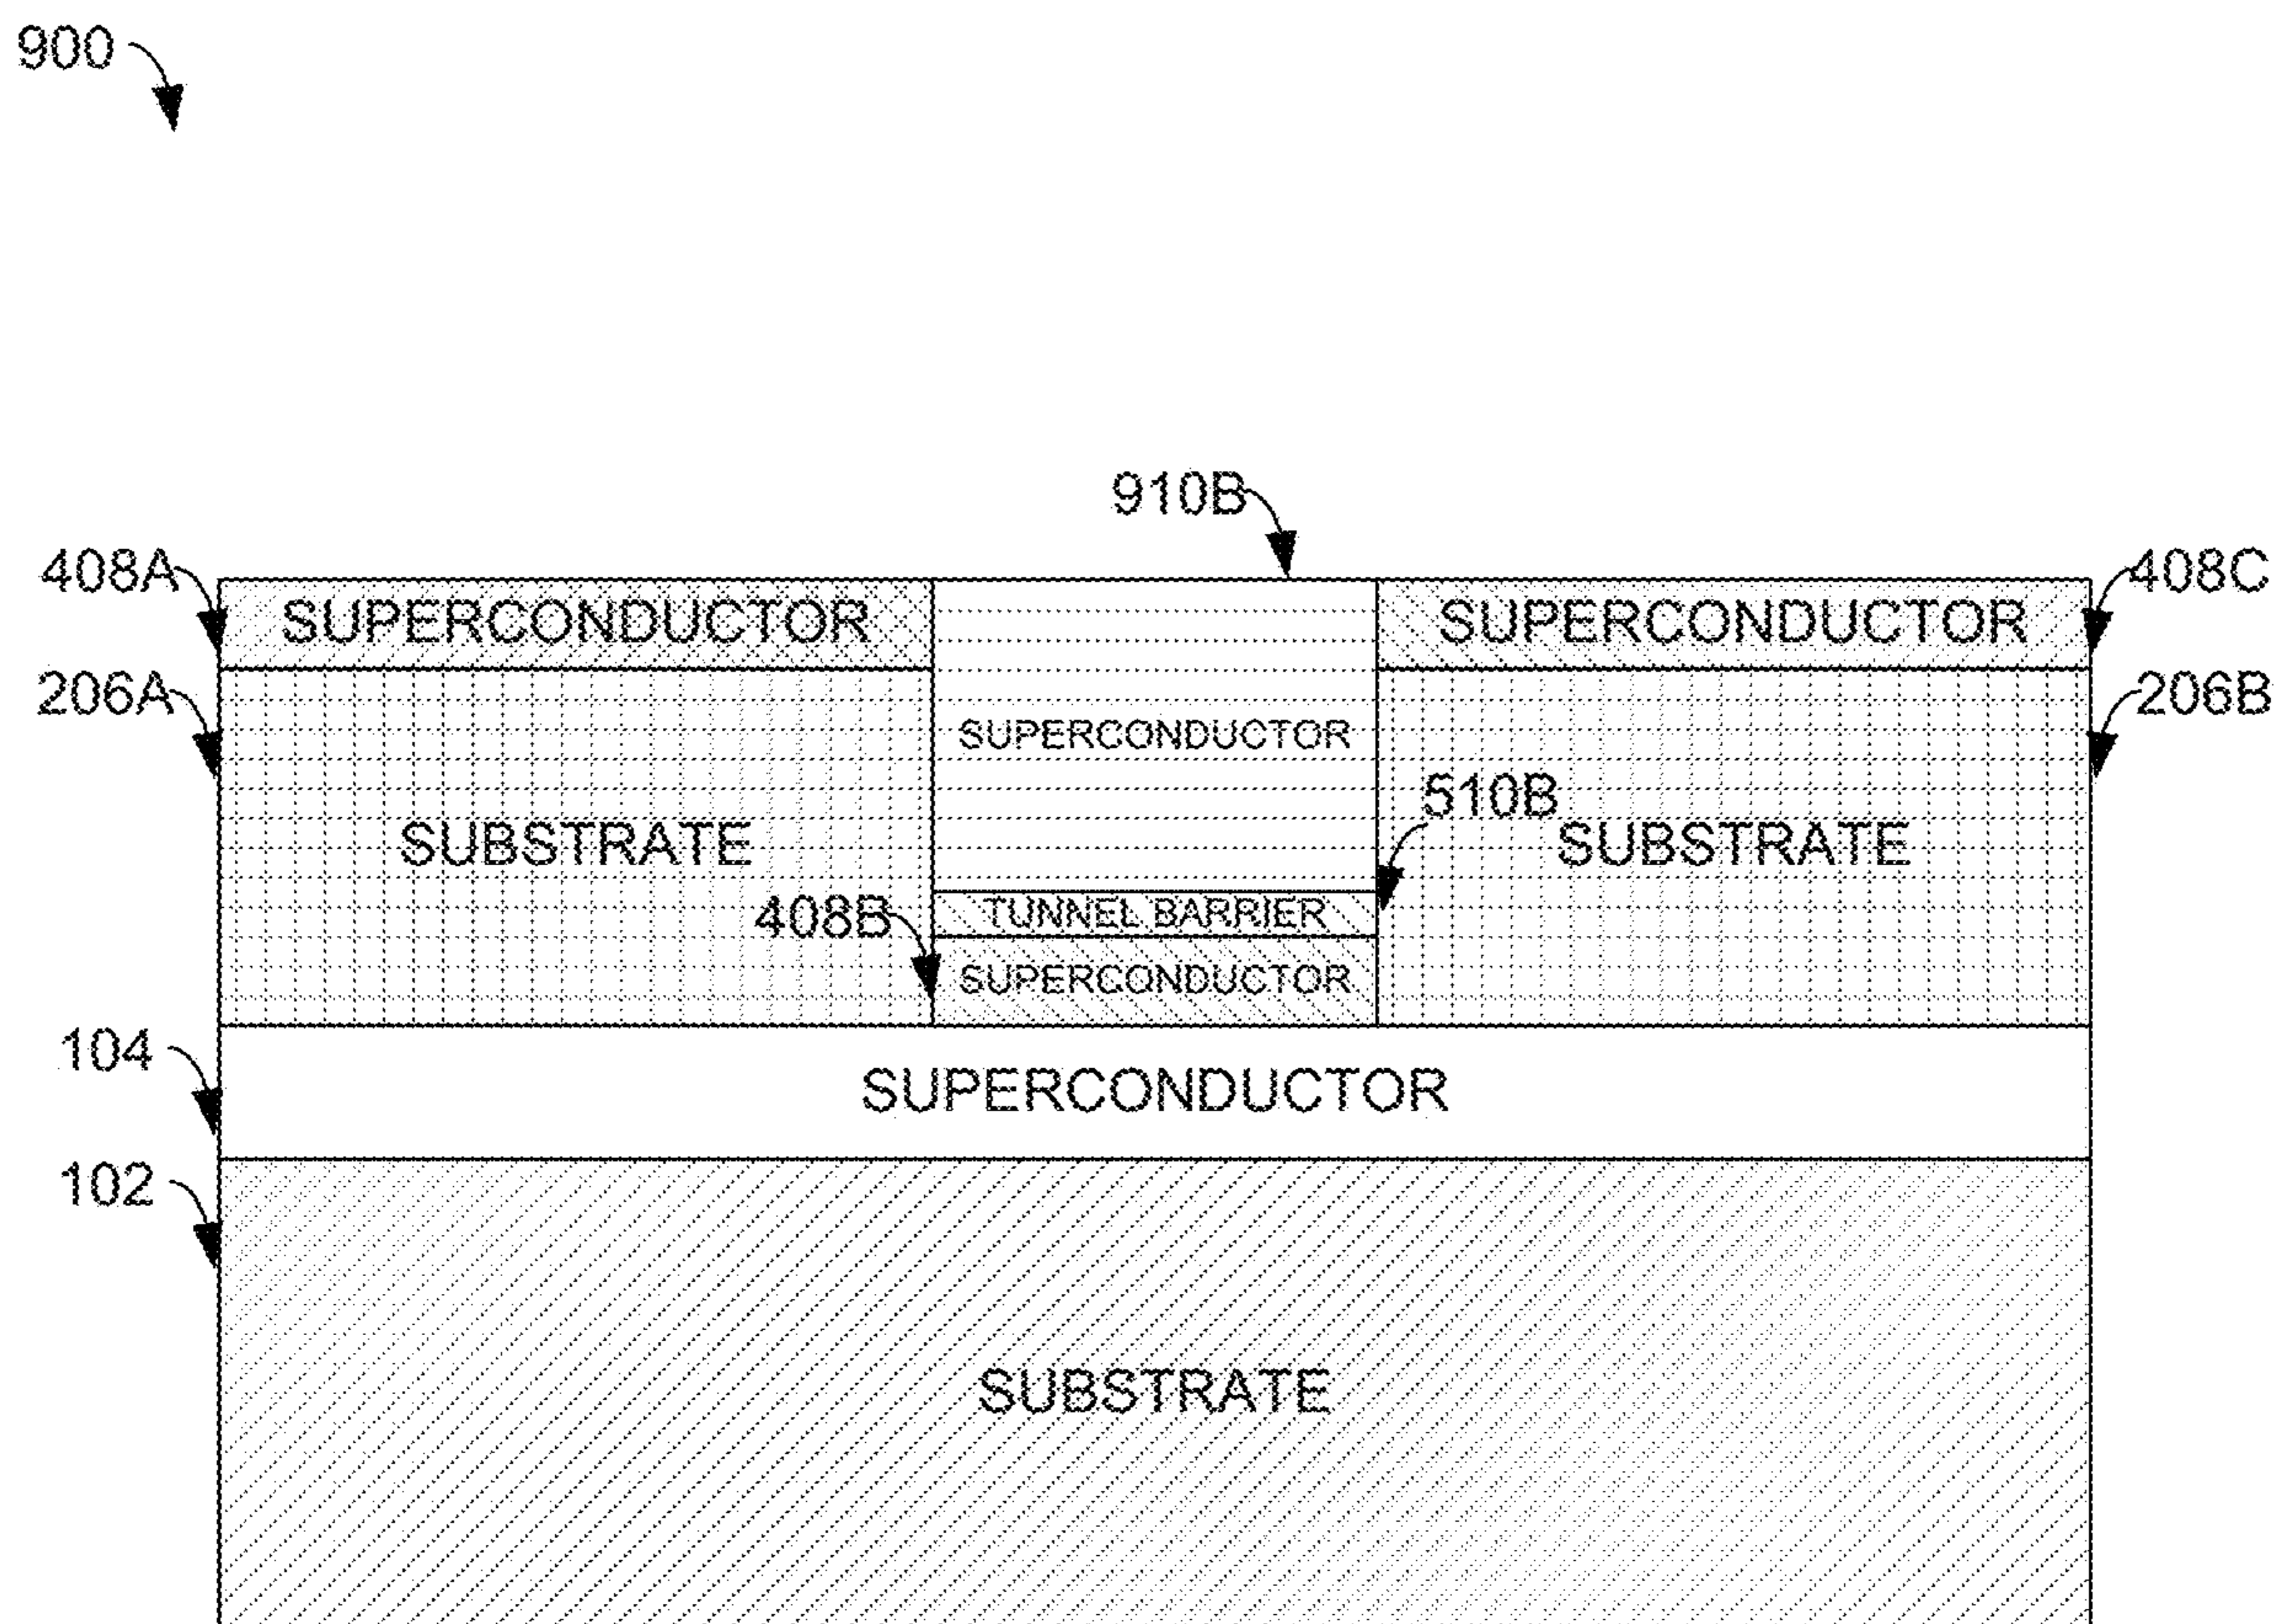 900
910B
408A
408C
SUPERCONDUCTOR
SUPERCONDUCTOR
206A
206B
SUPERCONDUCTOR
510B
SUBSTRATE
SUBSTRATE
408B
TUNNEL BARRIER
SUPERCONDUCTOR
104
SUPERCONDUCTOR
102
SUBSTRATE